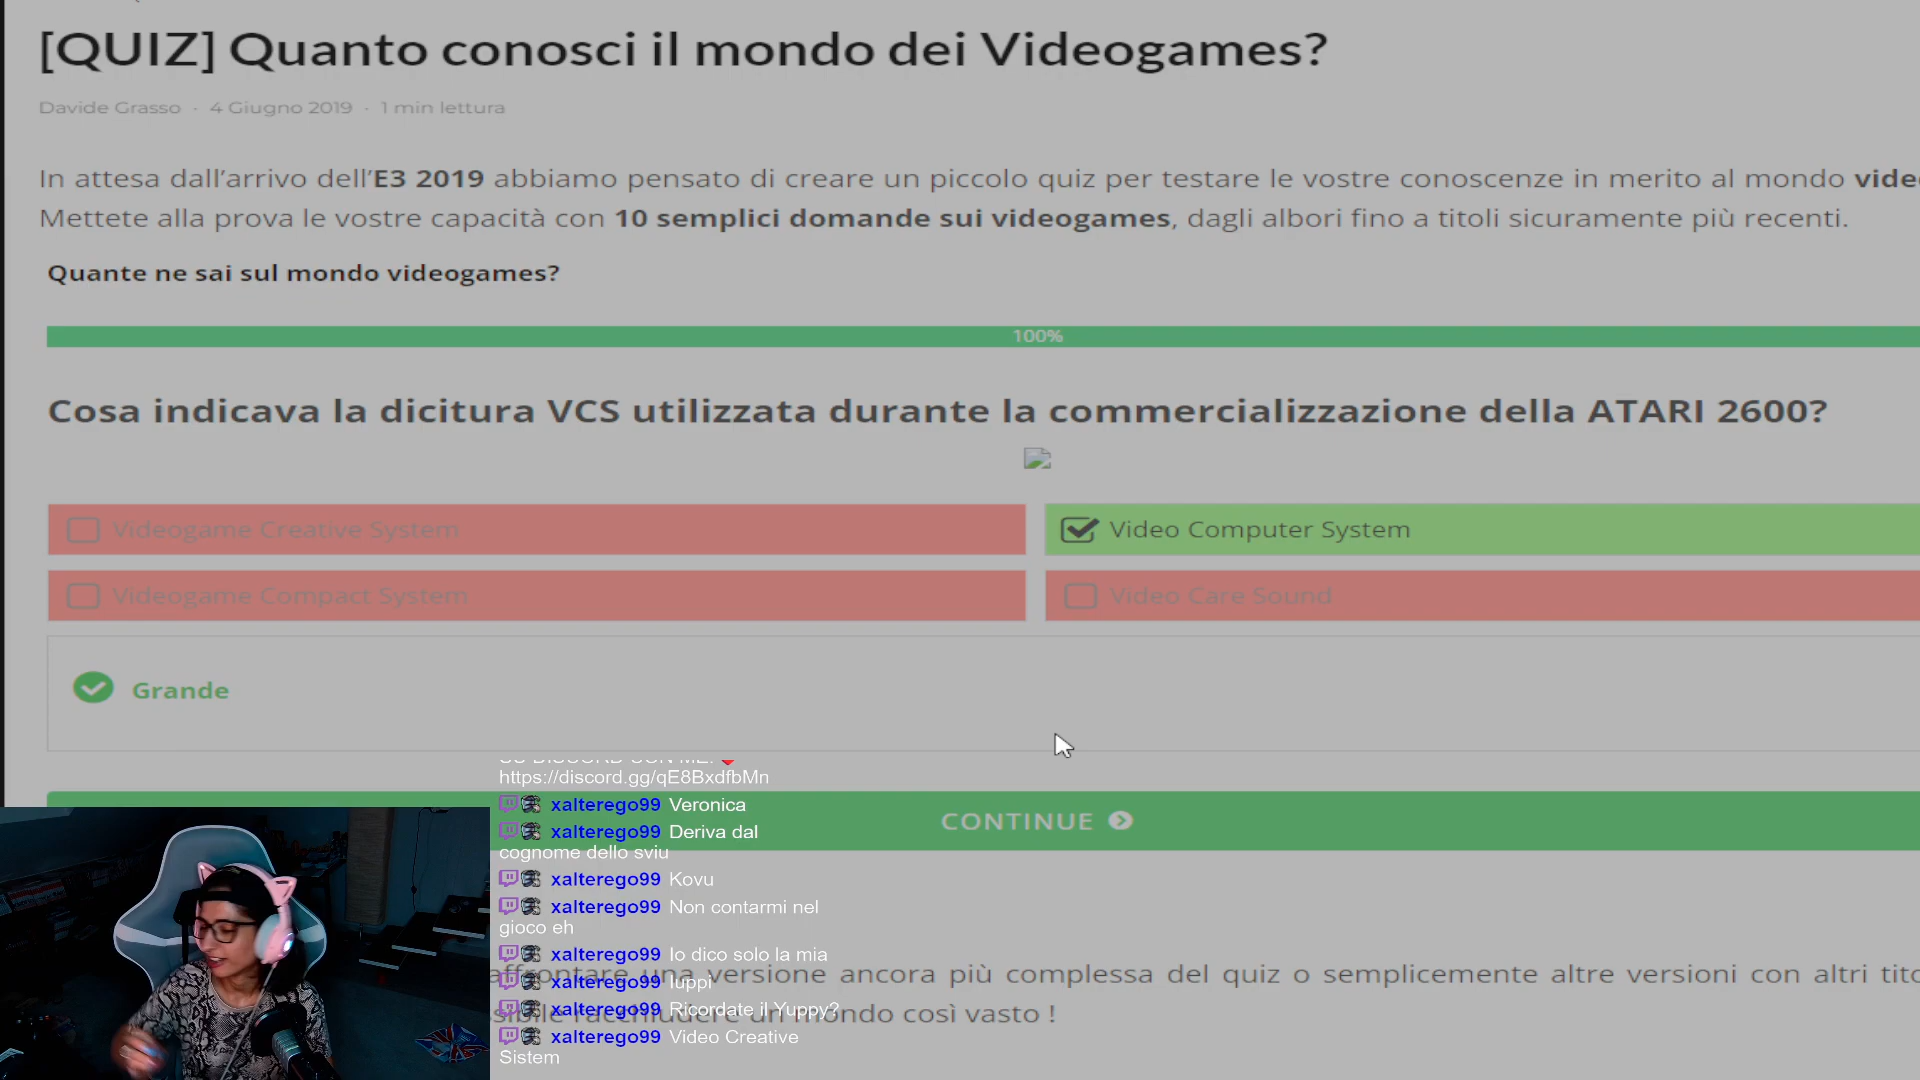 [QUIZ] Quanto conosci il mondo dei Videogames?
Davide Grasso · 4 Giugno 2019 · 1 min lettura
In attesa dall'arrivo dell'E3 2019 abbiamo pensato di creare un piccolo quiz per testare le vostre conoscenze in merito al mondo
Mettete alla prova le vostre capacità con 10 semplici domande sui videogames, dagli albori fino a titoli sicuramente più recenti.
Quante ne sai sul mondo videogames?
100%
Cosa indicava la dicitura VCS utilizzata durante la commercializzazione della ATARI 2600?
Videogame Creative System
Video Computer System
Videogame Compact System
Video Care Sound
Grande
CONTINUE
https://discord.gg/qE8BxdfbMn
xalterego99 Veronica
xalterego99 Deriva dal
cognome dello sviu
xalterego99 Kovu
xalterego99 Non contarmi nel
gioco eh
xalterego99 Io dico solo la mia
xalterego99 Iuppi
xalterego99 Ricordate il Yuppy?
xalterego99 Video Creative
Sistem
affrontare una versione ancora più complessa del quiz o semplicemente altre versioni con altri
racchiudere un mondo così vasto !